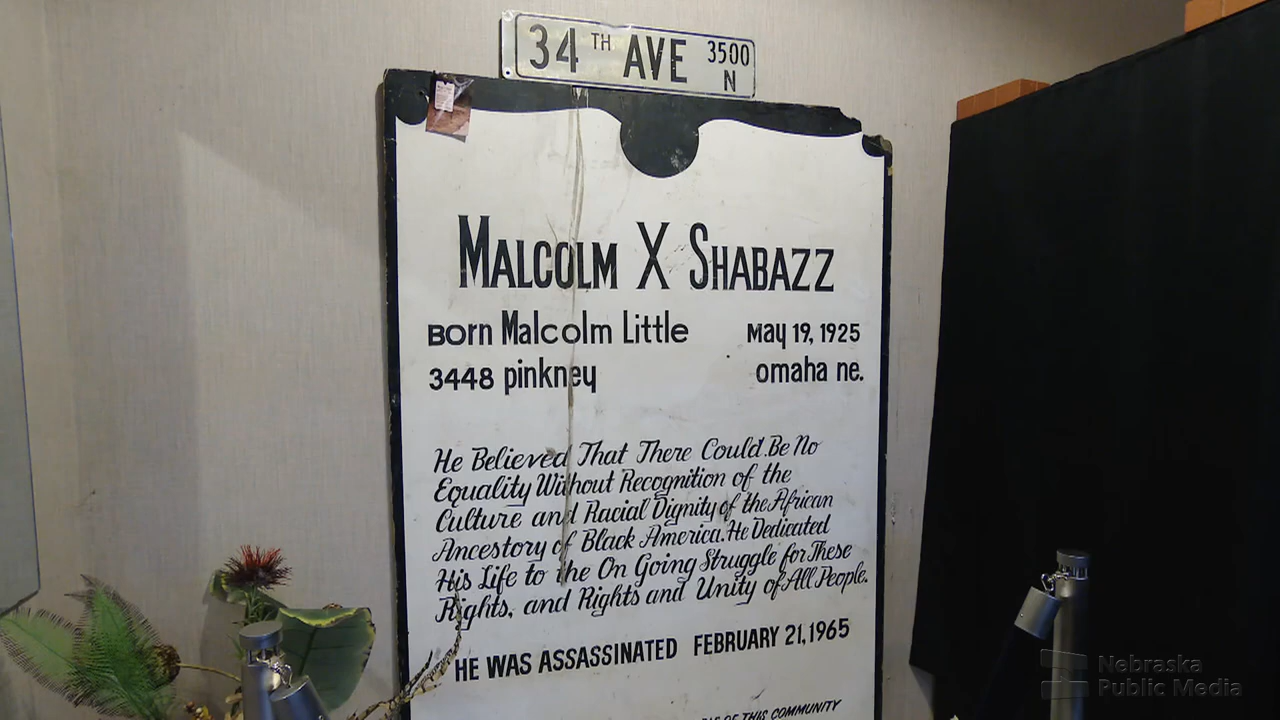 34 TH AVE 3500 N
MALCOLM X SHABAZZ
Born Malcolm Little May 19, 1925
3448 pinkney omaha ne.
He Believed That There Could Be No
Equality Without Recognition of the
Culture and Racial Dignity of the African
Ancestory of Black America. He Dedicated
His Life to the On Going Struggle for These
Rights, and Rights and Unity of All People.
HE WAS ASSASSINATED FEBRUARY 21, 1965
OF THIS COMMUNITY
Nebraska
Public Media